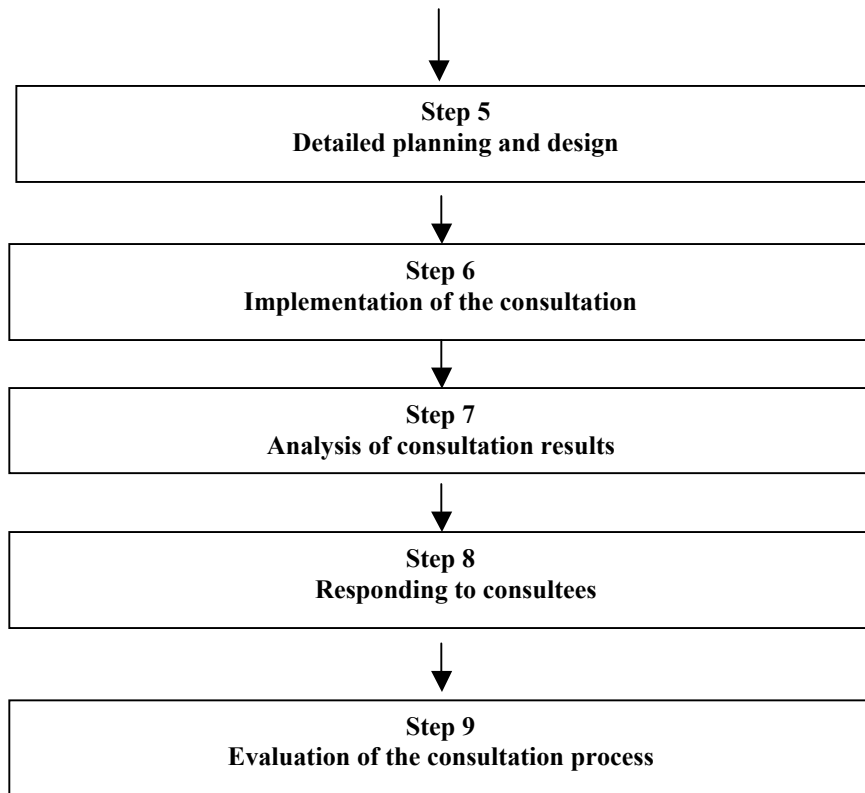 Step 5
Detailed planning and design
Step 6
Implementation of the consultation
Step 7
Analysis of consultation results
Step 8
Responding to consultees
Step 9
Evaluation of the consultation process